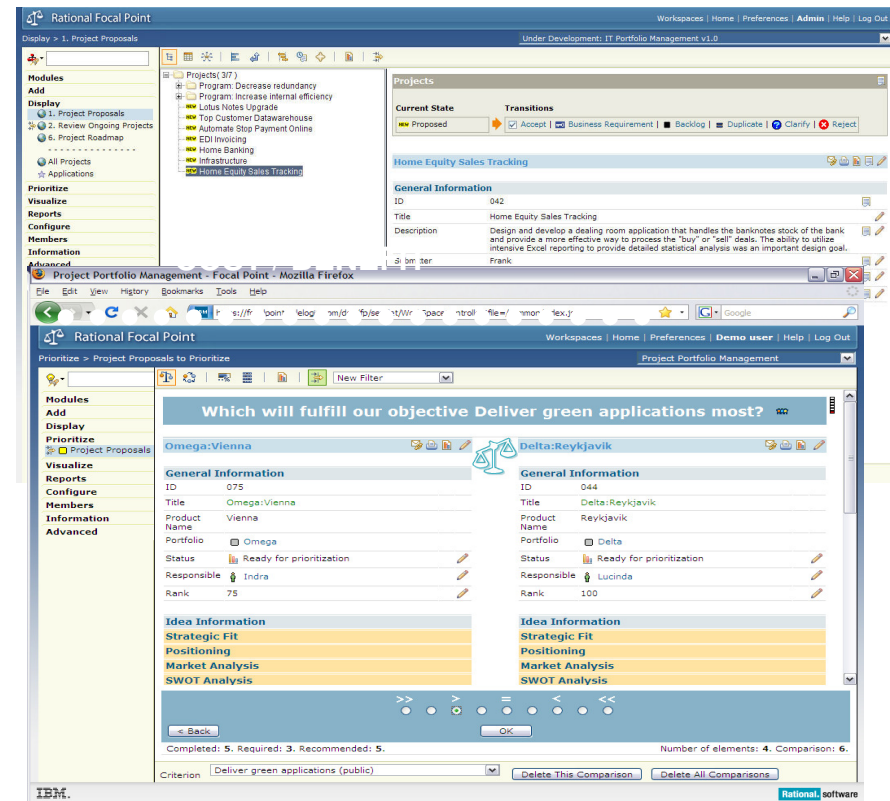 Rational Focal Point
Workspaces | Home | Preferences | Admin | Help | Log Out
Display > 1. Project Proposals
Under Development: IT Portfolio Management v1.0
Modules
Add
Display
1. Project Proposals
2. Review Ongoing Projects
6. Project Roadmap
- - - - - - - - - - - - - - -
All Projects
Applications
Prioritize
Visualize
Reports
Configure
Members
Information
Advanced
Projects( 3/7 )
Program: Decrease redundancy
Program: Increase internal efficiency
NEW Lotus Notes Upgrade
NEW Top Customer Datawarehouse
NEW Automate Stop Payment Online
NEW EDI Invoicing
NEW Home Banking
NEW Infrastructure
NEW Home Equity Sales Tracking
Projects
Current State Transitions
NEW Proposed Accept | Business Requirement | Backlog | Duplicate | Clarify | Reject
Home Equity Sales Tracking
General Information
ID 042
Title Home Equity Sales Tracking
Description Design and develop a dealing room application that handles the banknotes stock of the bank
and provide a more effective way to process the "buy" or "sell" deals. The ability to utilize
intensive Excel reporting to provide detailed statistical analysis was an important design goal.
Submitter Frank
Project Portfolio Management - Focal Point - Mozilla Firefox
File Edit View History Bookmarks Tools Help
Google
Rational Focal Point
Workspaces | Home | Preferences | Demo user | Help | Log Out
Prioritize > Project Proposals to Prioritize
Project Portfolio Management
New Filter
Modules
Add
Display
Prioritize
Project Proposals
Visualize
Reports
Configure
Members
Information
Advanced
Which will fulfill our objective Deliver green applications most?
Omega:Vienna
General Information
ID 075
Title Omega:Vienna
Product
Name
Vienna
Portfolio Omega
Status Ready for prioritization
Responsible Indra
Rank 75
Idea Information
Strategic Fit
Positioning
Market Analysis
SWOT Analysis
Delta:Reykjavik
General Information
ID 044
Title Delta:Reykjavik
Product
Name
Reykjavik
Portfolio Delta
Status Ready for prioritization
Responsible Lucinda
Rank 100
Idea Information
Strategic Fit
Positioning
Market Analysis
SWOT Analysis
>> > = < <<
< Back OK
Completed: 5. Required: 3. Recommended: 5.
Number of elements: 4. Comparison: 6.
Criterion Deliver green applications (public) Delete This Comparison Delete All Comparisons
IBM.
Rational. software